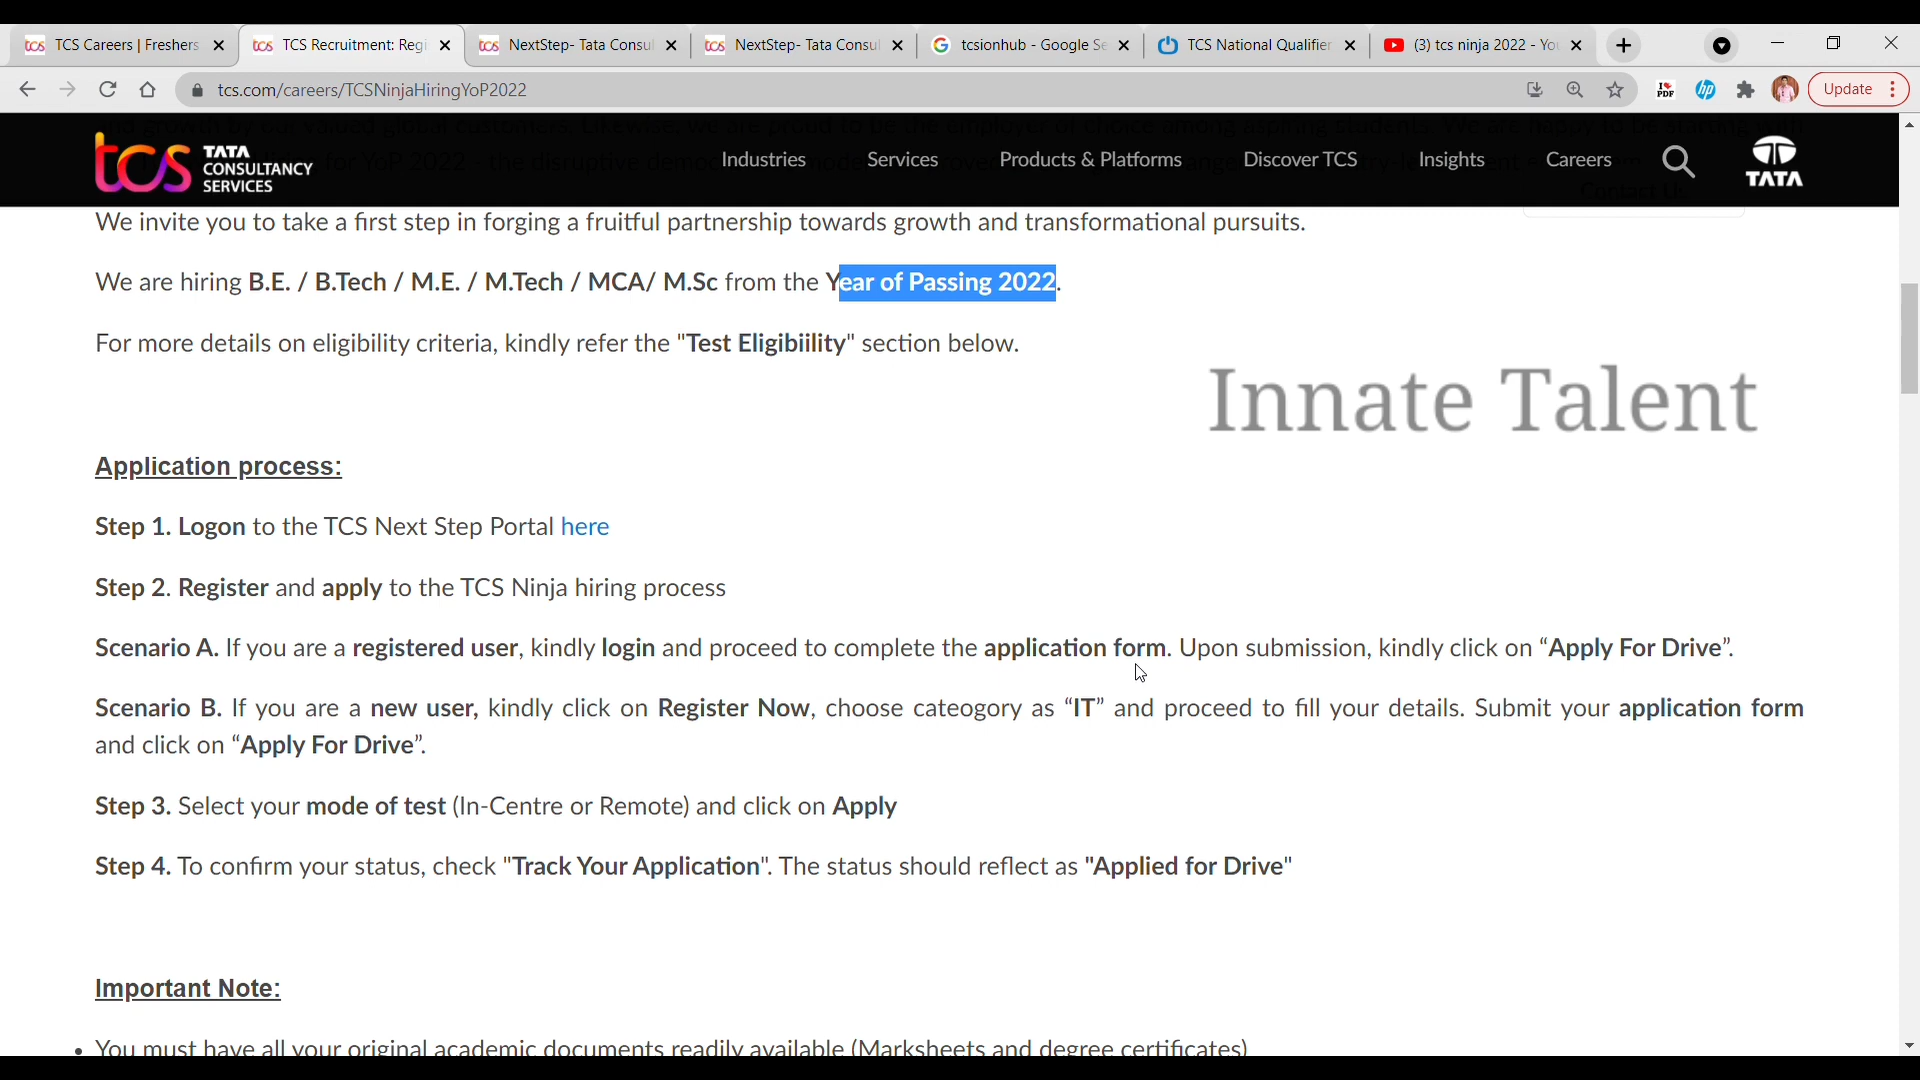 TCS Careers | Freshers
TCS Recruitment: Regi
NextStep- Tata Consul
NextStep- Tata Consul
tcsionhub - Google Se
TCS National Qualifier
(3) tcs ninja 2022 - You
tcs.com/careers/TCSNinjaHiringYoP2022
Update
tcs TATA CONSULTANCY SERVICES
Industries
Services
Products & Platforms
Discover TCS
Insights
Careers
TATA
Contact Us
We invite you to take a first step in forging a fruitful partnership towards growth and transformational pursuits.
We are hiring B.E. / B.Tech / M.E. / M.Tech / MCA/ M.Sc from the Year of Passing 2022.
For more details on eligibility criteria, kindly refer the "Test Eligibiility" section below.
Innate Talent
Application process:
Step 1. Logon to the TCS Next Step Portal here
Step 2. Register and apply to the TCS Ninja hiring process
Scenario A. If you are a registered user, kindly login and proceed to complete the application form. Upon submission, kindly click on “Apply For Drive”.
Scenario B. If you are a new user, kindly click on Register Now, choose cateogory as “IT” and proceed to fill your details. Submit your application form
and click on “Apply For Drive”.
Step 3. Select your mode of test (In-Centre or Remote) and click on Apply
Step 4. To confirm your status, check "Track Your Application". The status should reflect as "Applied for Drive"
Important Note:
• You must have all your original academic documents readily available (Marksheets and degree certificates)